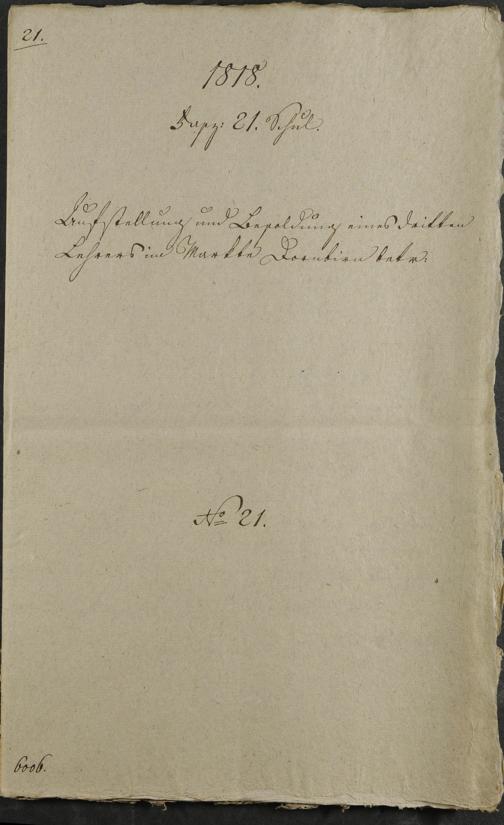 21.
1818.
Fasz: 21. Schul.
Aufstellung und Besoldung eines dritten
Lehrers im Markte Dornbirn betr:
No 21.
6006.